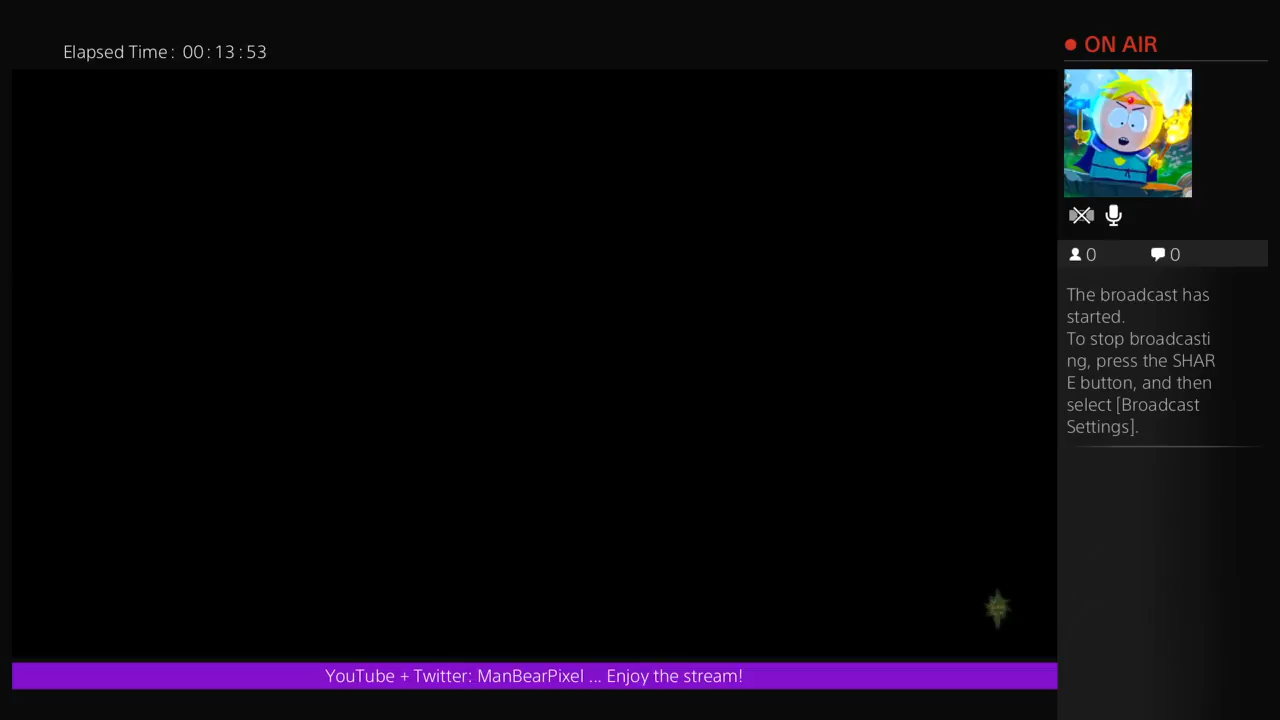 Elapsed Time: 00:13:53
ON AIR
0 0
The broadcast has
started.
To stop broadcasti
ng, press the SHAR
E button, and then
select [Broadcast
Settings].
YouTube + Twitter: ManBearPixel ... Enjoy the stream!